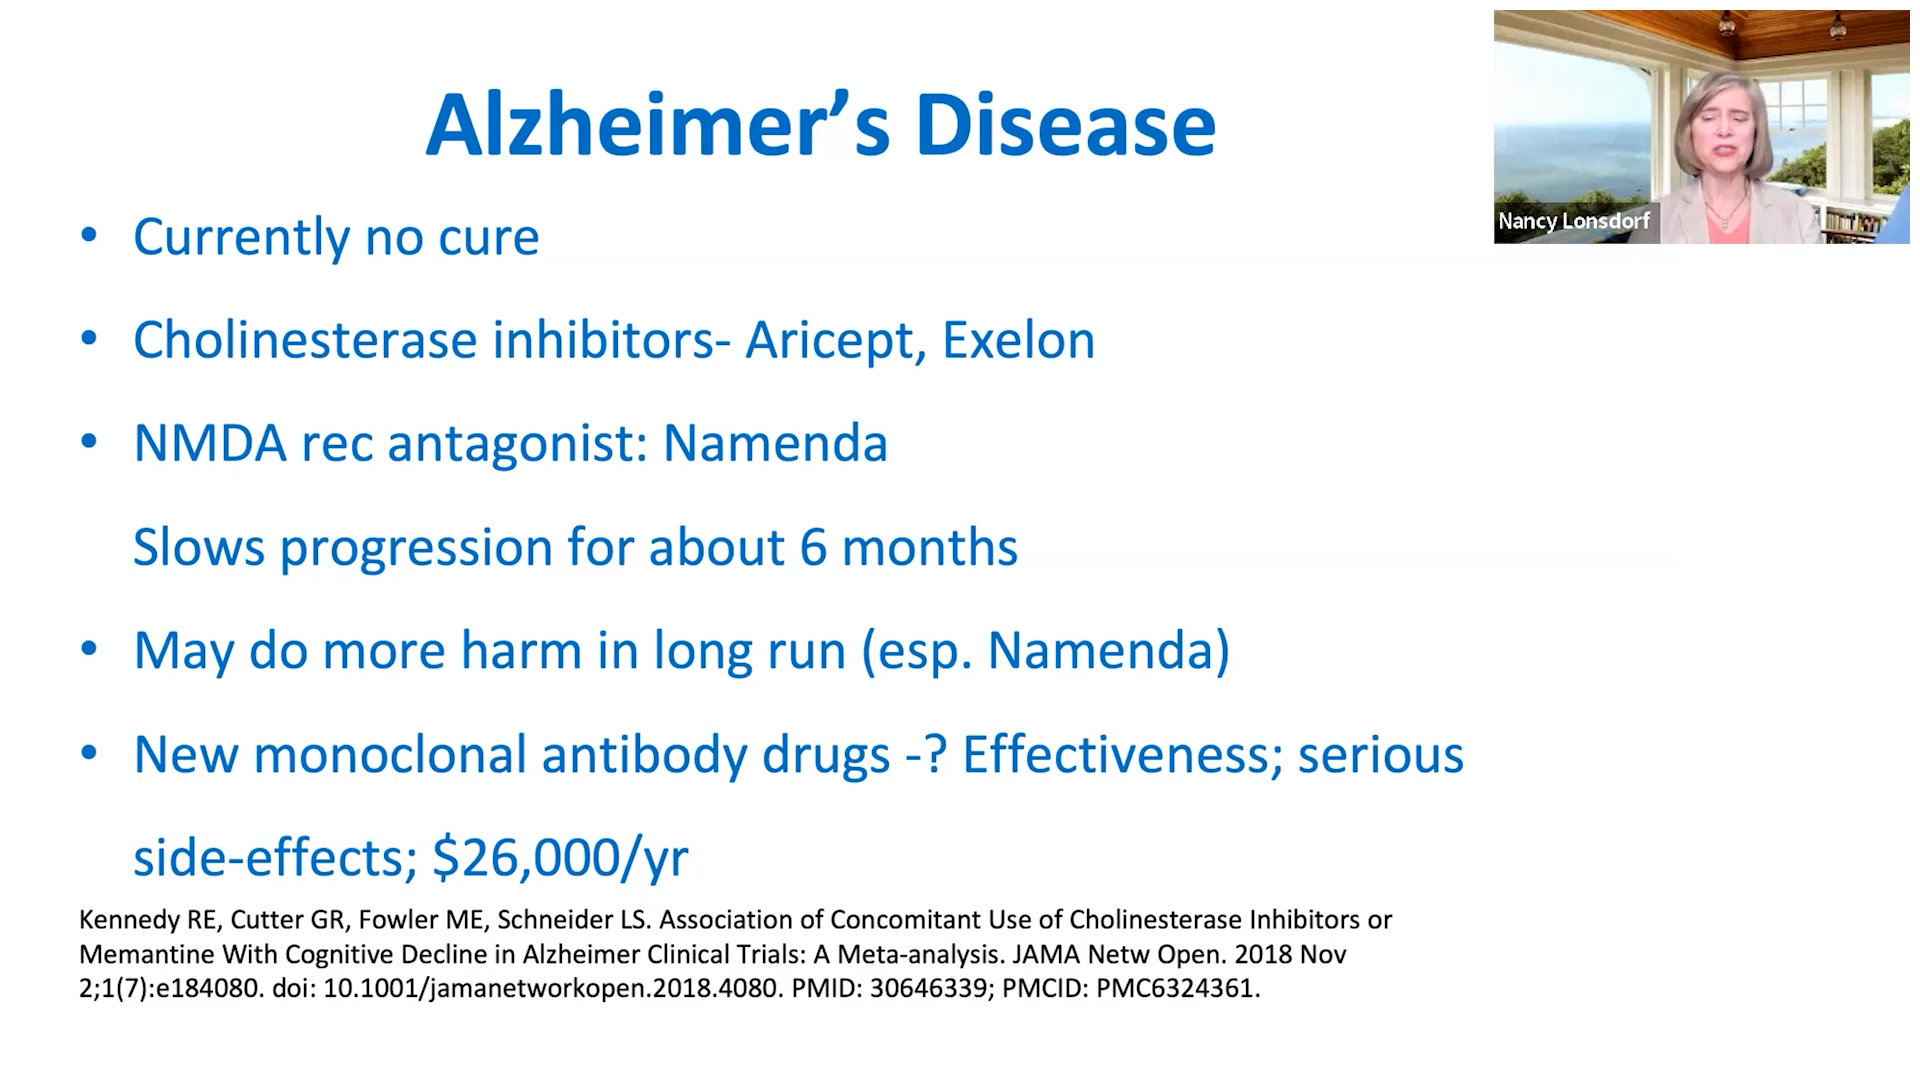 Alzheimer’s Disease
Nancy Lonsdorf
• Currently no cure
• Cholinesterase inhibitors- Aricept, Exelon
• NMDA rec antagonist: Namenda
Slows progression for about 6 months
• May do more harm in long run (esp. Namenda)
• New monoclonal antibody drugs -? Effectiveness; serious
side-effects; $26,000/yr
Kennedy RE, Cutter GR, Fowler ME, Schneider LS. Association of Concomitant Use of Cholinesterase Inhibitors or
Memantine With Cognitive Decline in Alzheimer Clinical Trials: A Meta-analysis. JAMA Netw Open. 2018 Nov
2;1(7):e184080. doi: 10.1001/jamanetworkopen.2018.4080. PMID: 30646339; PMCID: PMC6324361.